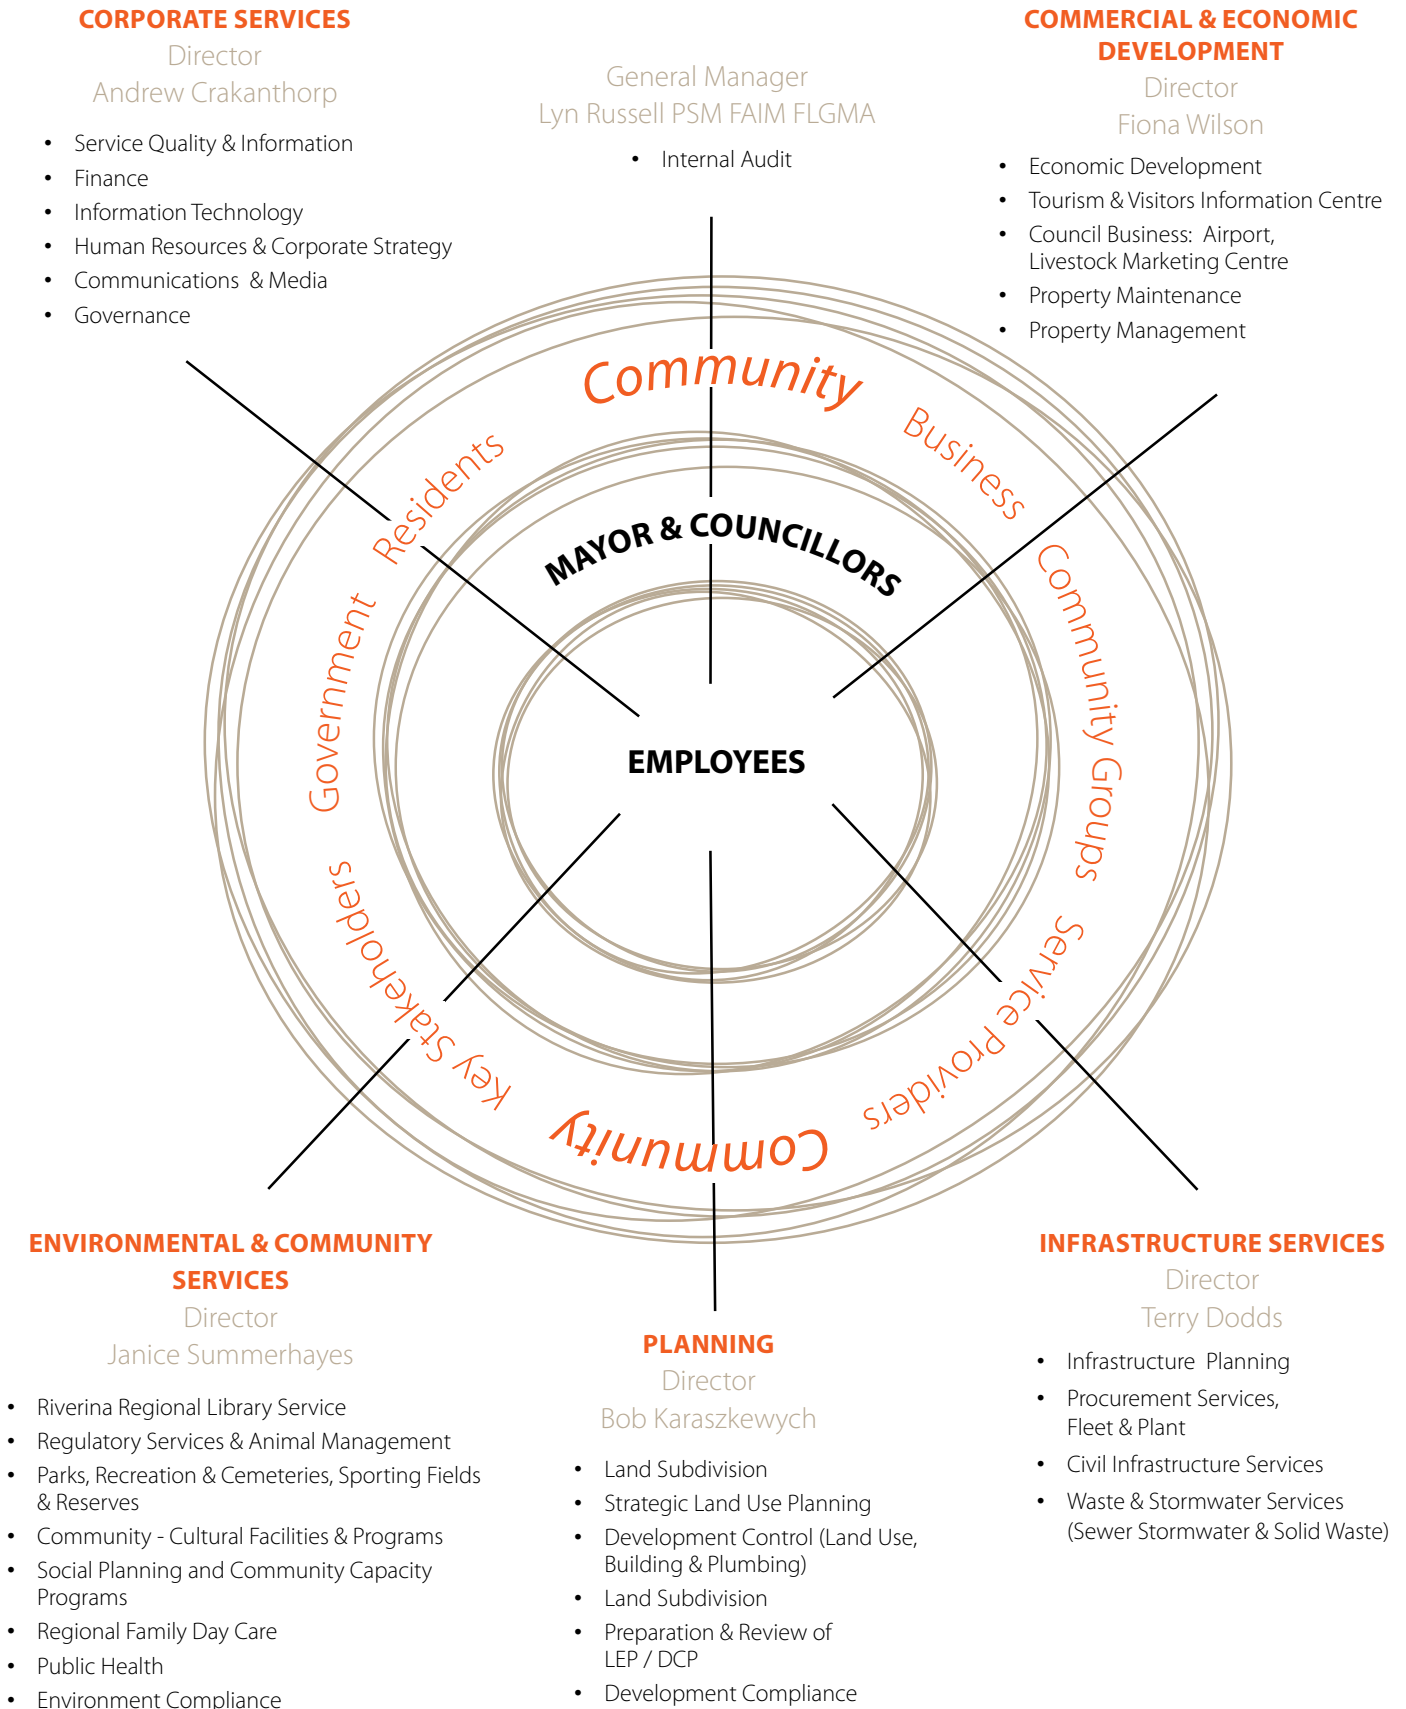 CORPORATE SERVICES
Director
Andrew Crakanthorp
• Service Quality & Information
• Finance
• Information Technology
• Human Resources & Corporate Strategy
• Communications & Media
• Governance
General Manager
Lyn Russell PSM FAIM FLGMA
• Internal Audit
COMMERCIAL & ECONOMIC
DEVELOPMENT
Director
Fiona Wilson
• Economic Development
• Tourism & Visitors Information Centre
• Council Business: Airport,
Livestock Marketing Centre
• Property Maintenance
• Property Management
Community
Business
Community Groups
Service Providers
Community
Key Stakeholders
Government
Residents
MAYOR & COUNCILLORS
EMPLOYEES
ENVIRONMENTAL & COMMUNITY
SERVICES
Director
Janice Summerhayes
• Riverina Regional Library Service
• Regulatory Services & Animal Management
• Parks, Recreation & Cemeteries, Sporting Fields
& Reserves
• Community - Cultural Facilities & Programs
• Social Planning and Community Capacity
Programs
• Regional Family Day Care
• Public Health
• Environment Compliance
PLANNING
Director
Bob Karaszkewych
• Land Subdivision
• Strategic Land Use Planning
• Development Control (Land Use,
Building & Plumbing)
• Land Subdivision
• Preparation & Review of
LEP / DCP
• Development Compliance
INFRASTRUCTURE SERVICES
Director
Terry Dodds
• Infrastructure Planning
• Procurement Services,
Fleet & Plant
• Civil Infrastructure Services
• Waste & Stormwater Services
(Sewer Stormwater & Solid Waste)